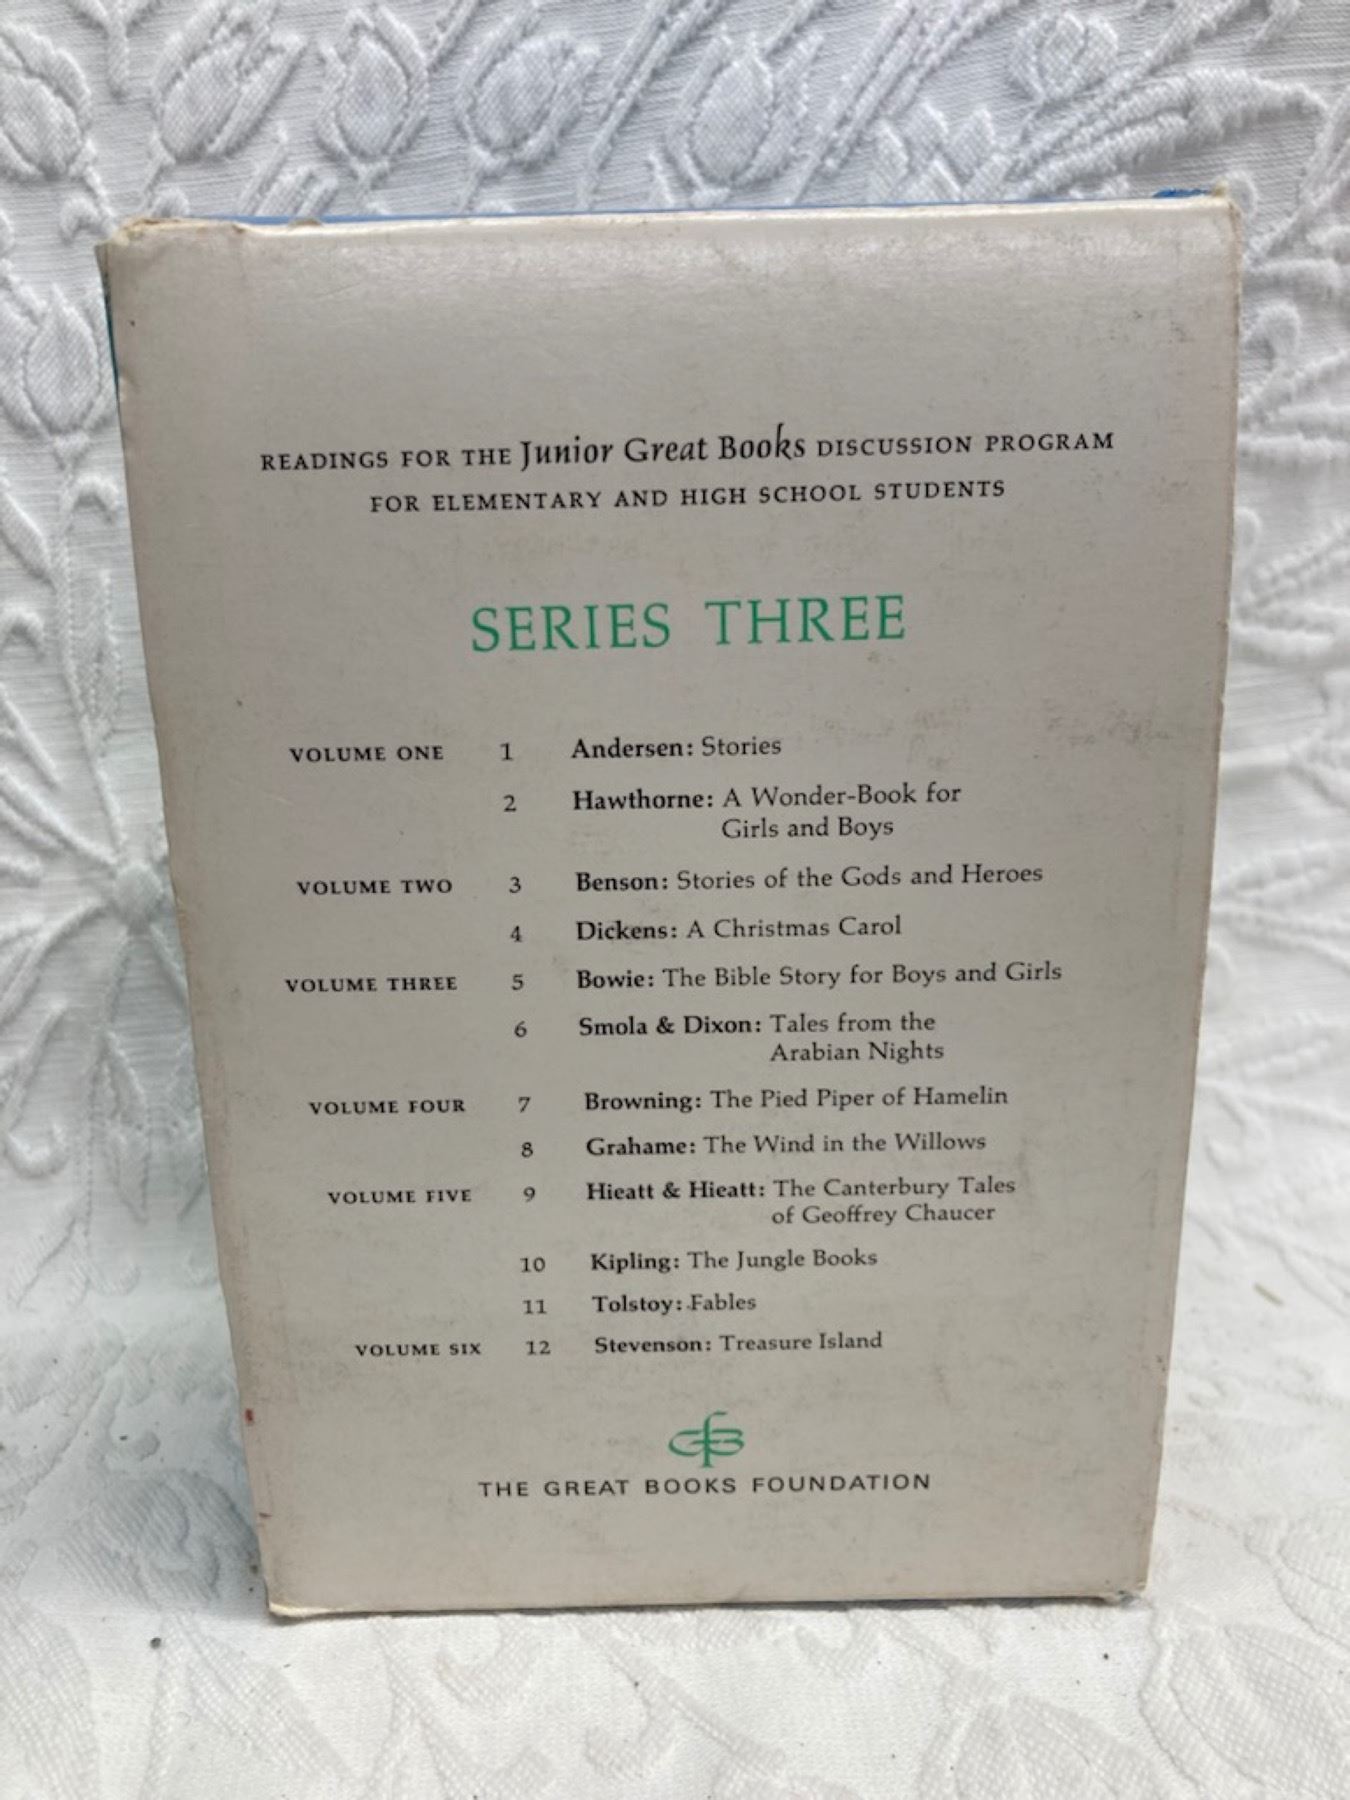 READINGS FOR THE Junior Great Books DISCUSSION PROGRAM
FOR ELEMENTARY AND HIGH SCHOOL STUDENTS
SERIES THREE
VOLUME ONE 1 Andersen: Stories
2 Hawthorne: A Wonder-Book for
Girls and Boys
VOLUME TWO 3 Benson: Stories of the Gods and Heroes
4 Dickens: A Christmas Carol
VOLUME THREE 5 Bowie: The Bible Story for Boys and Girls
6 Smola & Dixon: Tales from the
Arabian Nights
VOLUME FOUR 7 Browning: The Pied Piper of Hamelin
8 Grahame: The Wind in the Willows
VOLUME FIVE 9 Hieatt & Hieatt: The Canterbury Tales
of Geoffrey Chaucer
10 Kipling: The Jungle Books
11 Tolstoy: Fables
VOLUME SIX 12 Stevenson: Treasure Island
GfB
THE GREAT BOOKS FOUNDATION